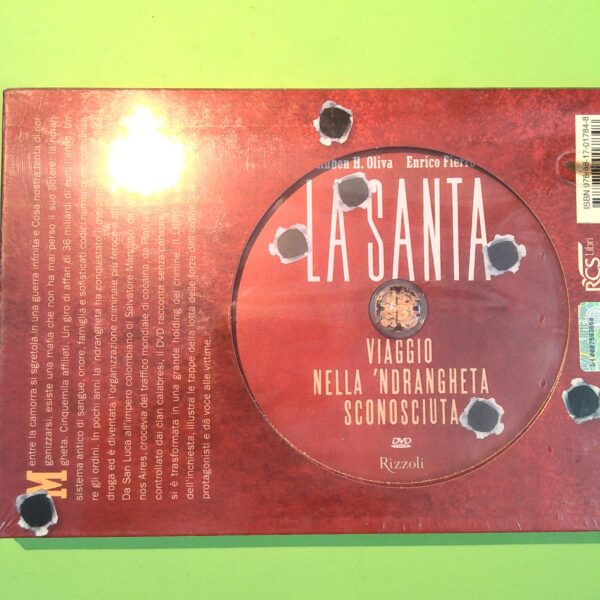 Ruben H. Oliva Enrico Fierro
LA SANTA
VIAGGIO
NELLA 'NDRANGHETA
SCONOSCIUTA
DVD
Rizzoli
Mentre la camorra si sgretola in una guerra infinita e Cosa nostra tenta di rior-
ganizzarsi, esiste una mafia che non ha mai perso il suo potere: la 'ndran-
gheta. Cinquemila affiliati. Un giro di affari di 36 miliardi di euro l'anno. Un
sistema antico di sangue, onore, famiglia e sofisticati codici
re gli ordini. In pochi anni la 'ndrangheta ha conquistato
droga ed è diventata l'organizzazione criminale più feroce
Da San Luca all'impero colombiano di Salvatore Mancuso,
nos Aires, crocevia del traffico mondiale di cocaina, da Platì
controllato dai clan calabresi, il DVD racconta senza censure
si è trasformata in una grande holding del crimine. Il LIBRO
dell'inchiesta, illustra le tappe della lotta delle forze dell'ordine
protagonisti e dà voce alle vittime.
ISBN 978-88-17-01784-8
RCS Libri